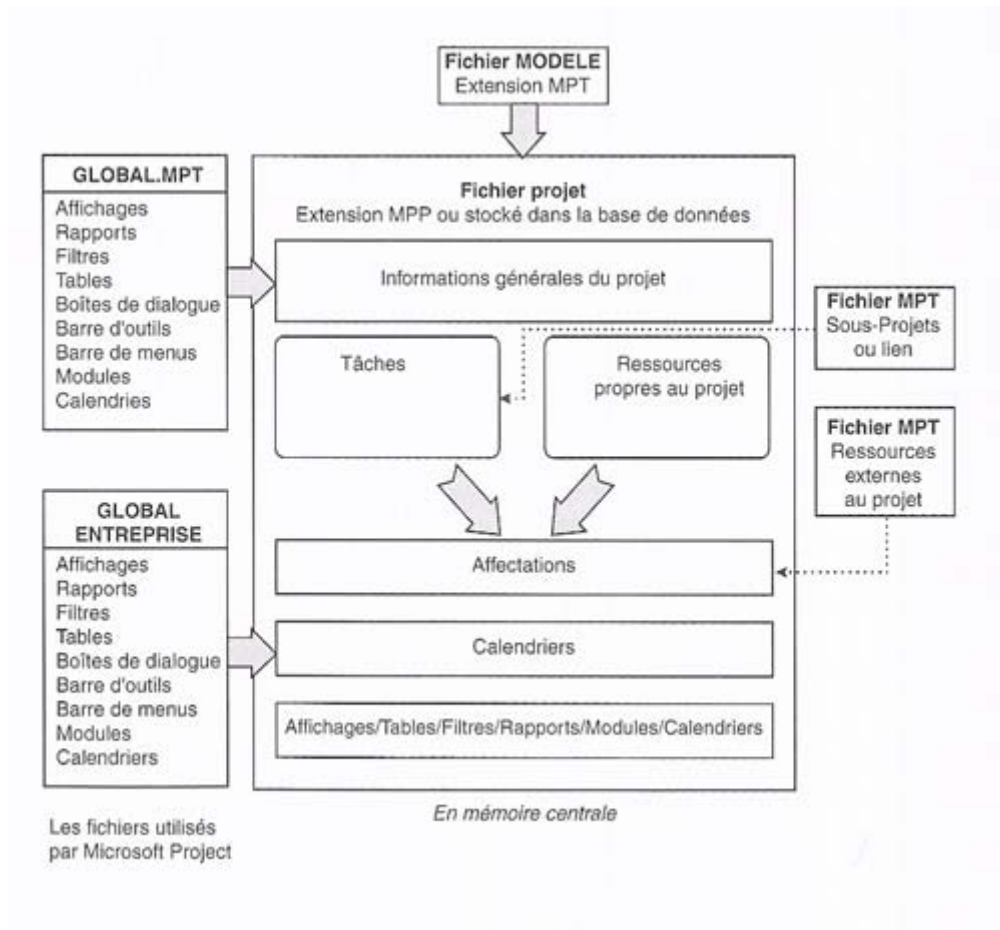 Fichier MODELE
Extension MPT
GLOBAL.MPT
Affichages
Rapports
Filtres
Tables
Boîtes de dialogue
Barre d'outils
Barre de menus
Modules
Calendries
Fichier projet
Extension MPP ou stocké dans la base de données
Informations générales du projet
Tâches
Ressources
propres au projet
Fichier MPT
Sous-Projets
ou lien
Fichier MPT
Ressources
externes
au projet
GLOBAL
ENTREPRISE
Affichages
Rapports
Filtres
Tables
Boîtes de dialogue
Barre d'outils
Barre de menus
Modules
Calendriers
Affectations
Calendriers
Affichages/Tables/Filtres/Rapports/Modules/Calendriers
En mémoire centrale
Les fichiers utilisés
par Microsoft Project